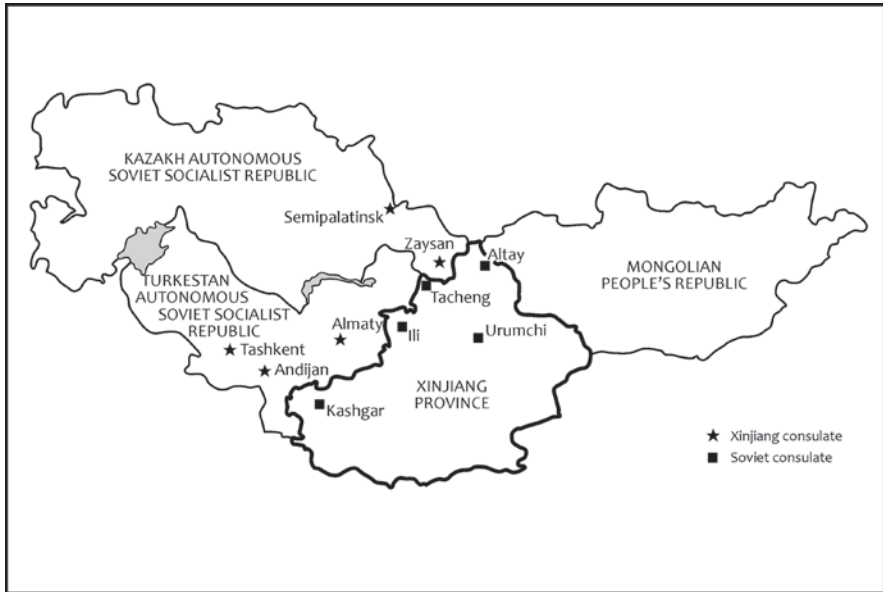 KAZAKH AUTONOMOUS
SOVIET SOCIALIST REPUBLIC
Semipalatinsk
Zaysan
Altay
MONGOLIAN
PEOPLE'S REPUBLIC
Tacheng
TURKESTAN
AUTONOMOUS
SOVIET SOCIALIST
REPUBLIC
Almaty
Ili
Urumchi
Tashkent
Andijan
XINJIANG
PROVINCE
Kashgar
Xinjiang consulate
Soviet consulate